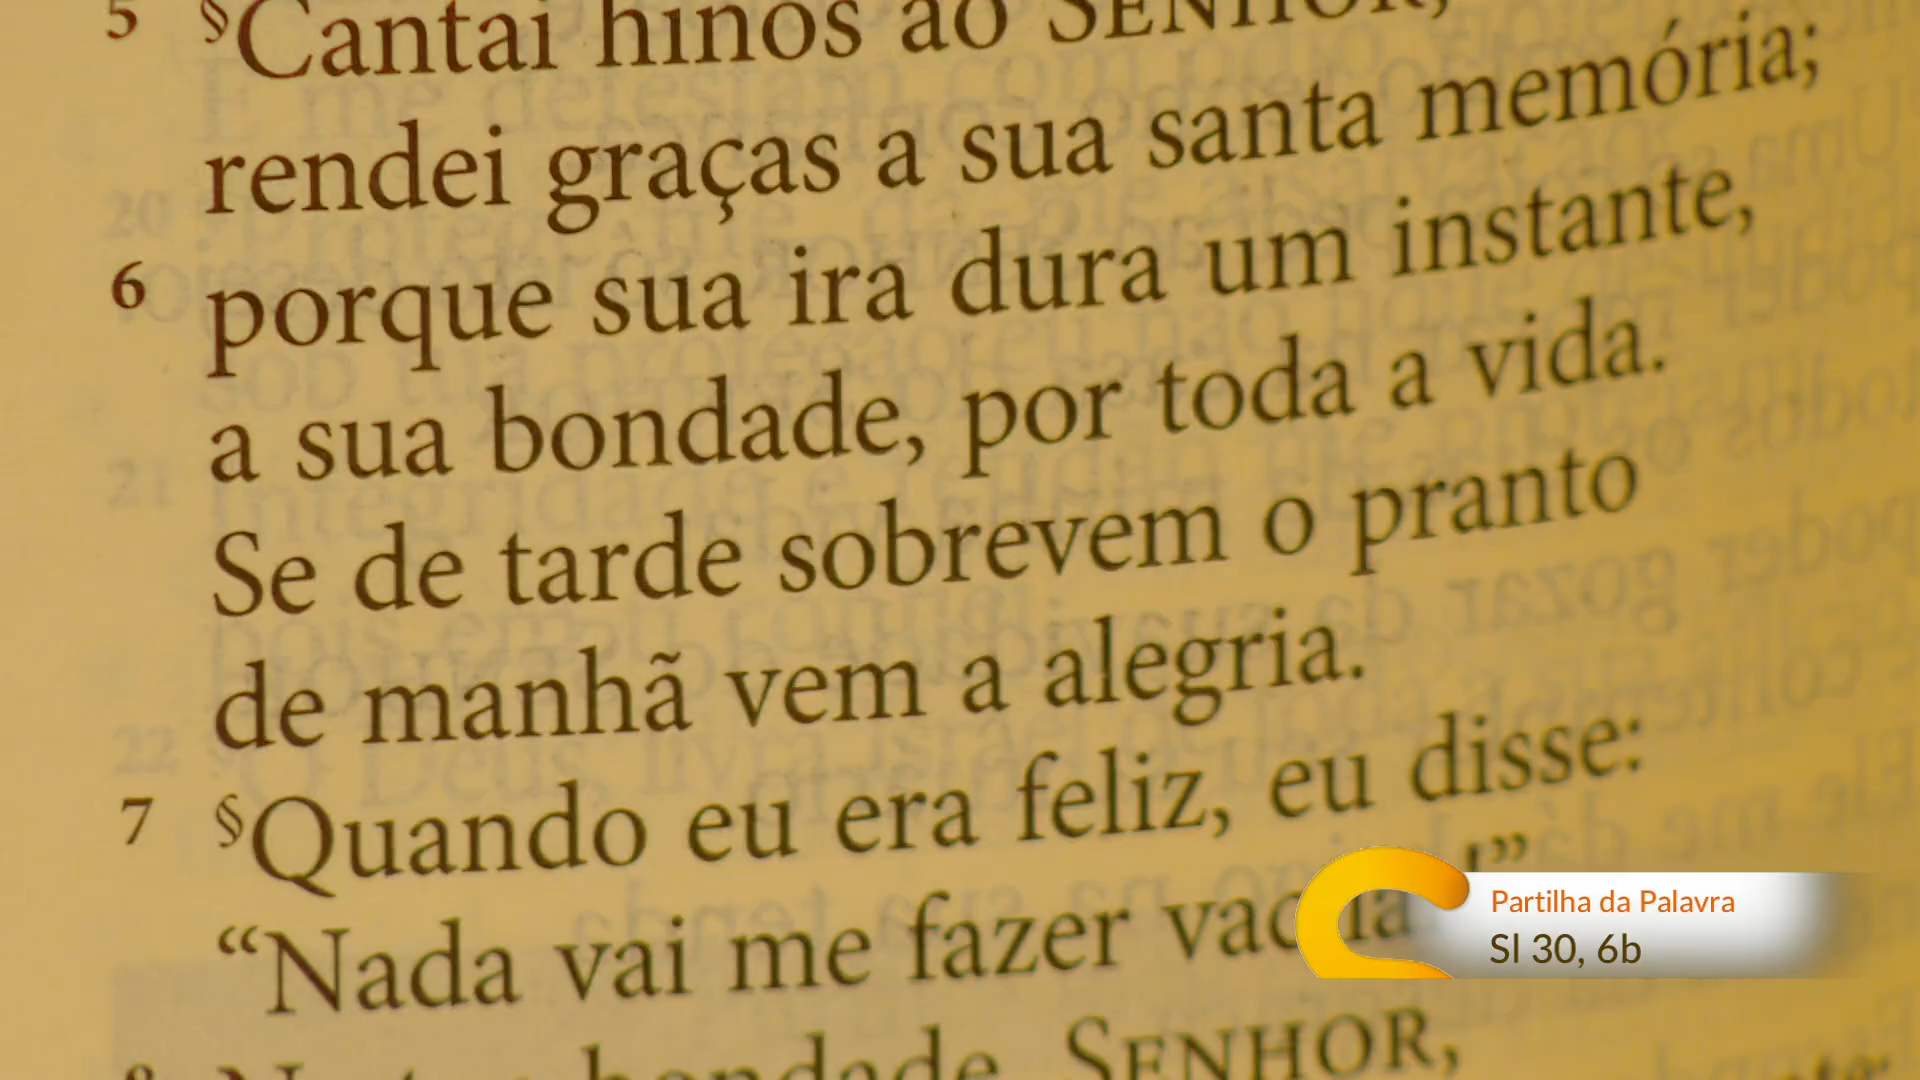 5 §Cantai hinos ao SENHOR,
rendei graças a sua santa memória;
6 porque sua ira dura um instante,
a sua bondade, por toda a vida.
Se de tarde sobrevem o pranto
de manhã vem a alegria.
7 §Quando eu era feliz, eu disse:
“Nada vai me fazer
bondade, SENHOR,
Partilha da Palavra
Sl 30, 6b